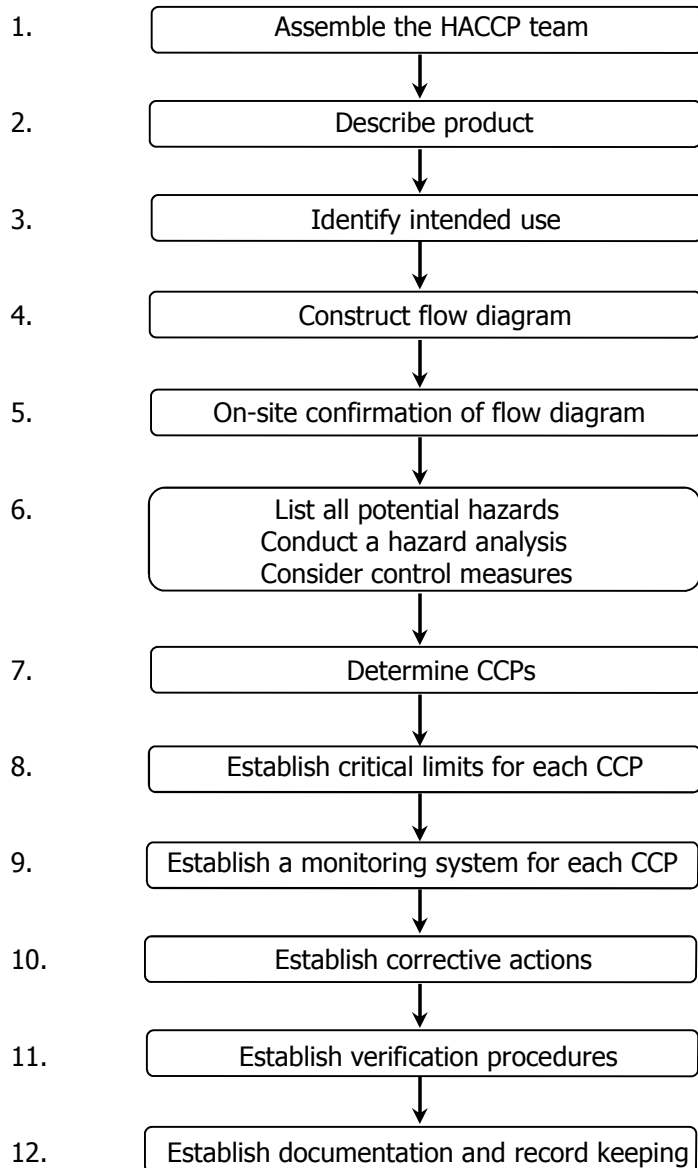 1. Assemble the HACCP team
2. Describe product
3. Identify intended use
4. Construct flow diagram
5. On-site confirmation of flow diagram
6. List all potential hazards
Conduct a hazard analysis
Consider control measures
7. Determine CCPs
8. Establish critical limits for each CCP
9. Establish a monitoring system for each CCP
10. Establish corrective actions
11. Establish verification procedures
12. Establish documentation and record keeping